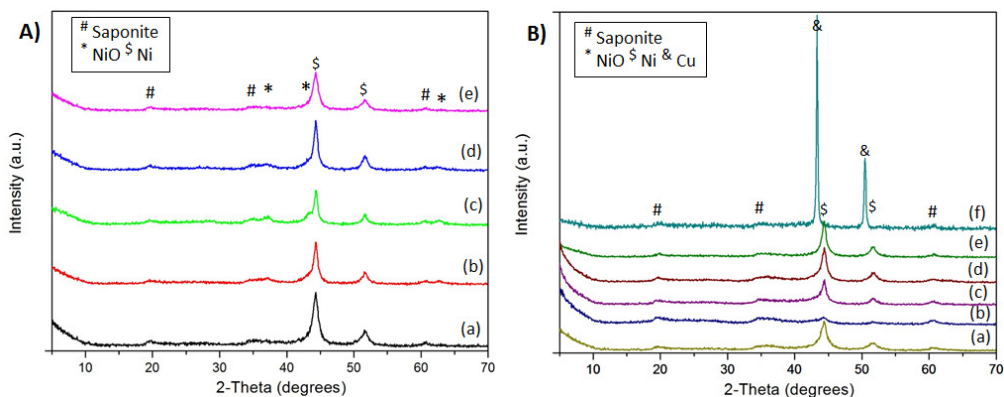 A)
# Saponite
* NiO $ Ni
Intensity (a.u.)
# # * * $ $ # *
(e)
(d)
(c)
(b)
(a)
10 20 30 40 50 60 70
2-Theta (degrees)
B)
# Saponite
* NiO $ Ni & Cu
Intensity (a.u.)
&
&
# # $ $ #
(f)
(e)
(d)
(c)
(b)
(a)
10 20 30 40 50 60 70
2-Theta (degrees)